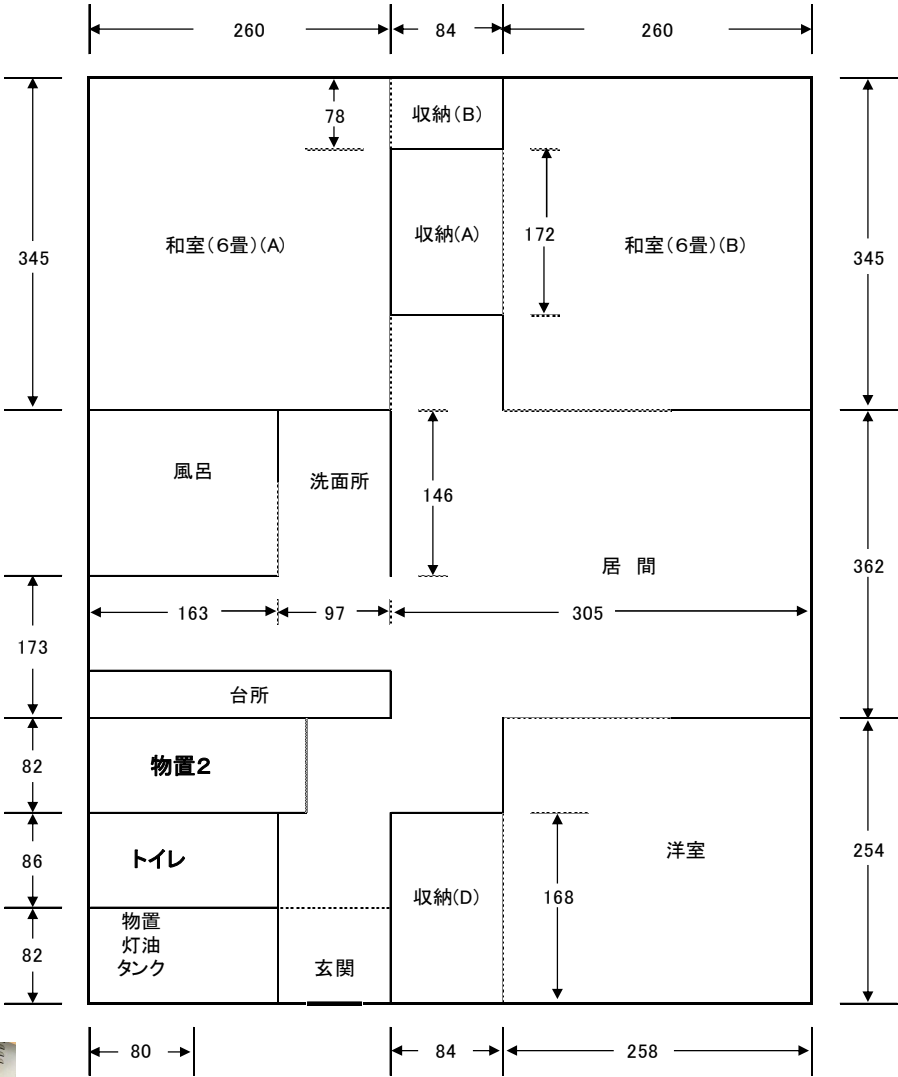 260
84
260
78
収納(B)
345
和室(6畳)(A)
収納(A)
172
和室(6畳)(B)
345
風呂
洗面所
146
居 間
362
163
97
305
173
台所
82
物置2
86
トイレ
収納(D)
168
洋室
254
82
物置
灯油
タンク
玄関
80
84
258